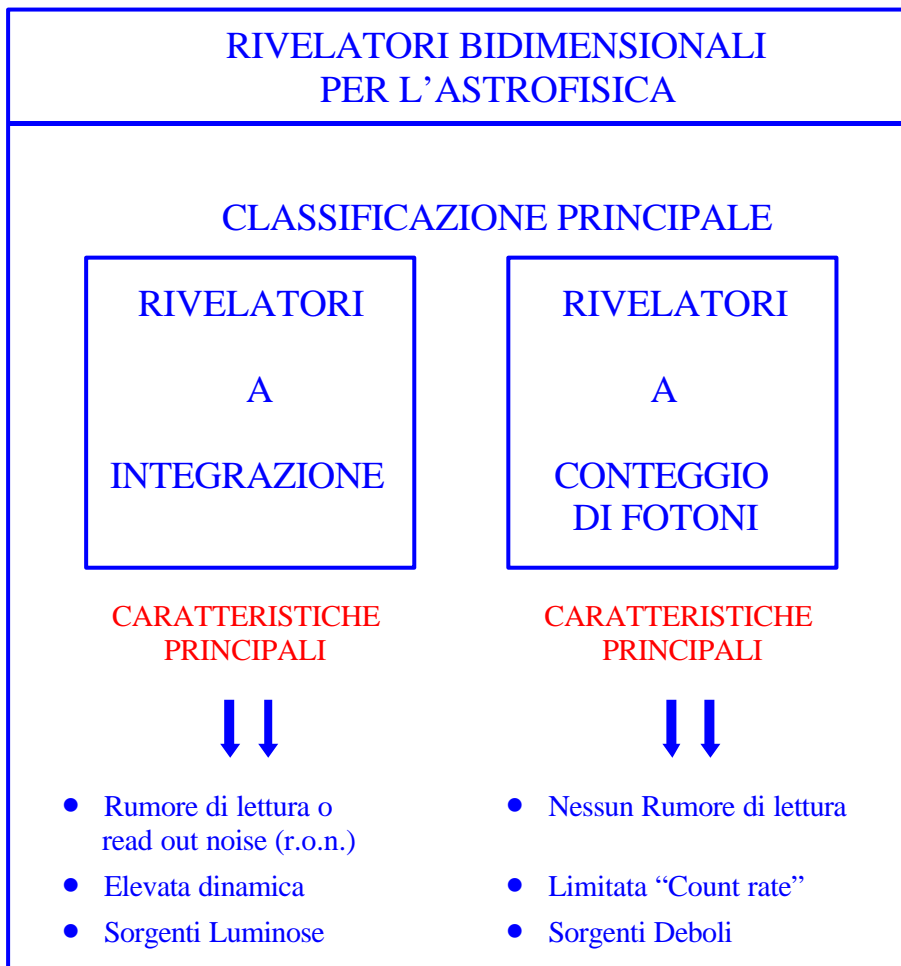 RIVELATORI BIDIMENSIONALI
PER L'ASTROFISICA
CLASSIFICAZIONE PRINCIPALE
RIVELATORI
A
INTEGRAZIONE
CARATTERISTICHE
PRINCIPALI
• Rumore di lettura o
read out noise (r.o.n.)
• Elevata dinamica
• Sorgenti Luminose
RIVELATORI
A
CONTEGGIO
DI FOTONI
CARATTERISTICHE
PRINCIPALI
• Nessun Rumore di lettura
• Limitata “Count rate”
• Sorgenti Deboli